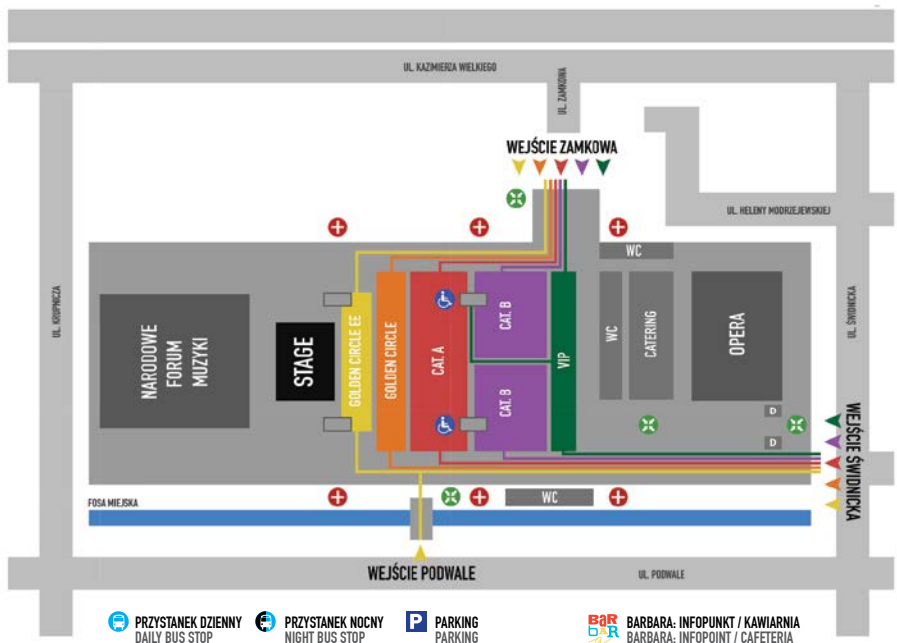 UL. KAZIMIERZA WIELKIEGO
UL. ZAMKOWA
WEJŚCIE ZAMKOWA
UL. HELENY MODRZEJEWSKIEJ
UL. KRUPNICZA
UL. ŚWIDNICKA
WC
NARODOWE
FORUM
MUZYKI
STAGE
GOLDEN CIRCLE EE
GOLDEN CIRCLE
CAT. A
CAT. B
CAT. B
VIP
WC
CATERING
OPERA
D
D
WEJŚCIE ŚWIDNICKA
WC
FOSA MIEJSKA
WEJŚCIE PODWALE
UL. PODWALE
PRZYSTANEK DZIENNY
DAILY BUS STOP
PRZYSTANEK NOCNY
NIGHT BUS STOP
P
PARKING
PARKING
BAR
BAR
BARBARA: INFOPUNKT / KAWIARNIA
BARBARA: INFOPOINT / CAFETERIA